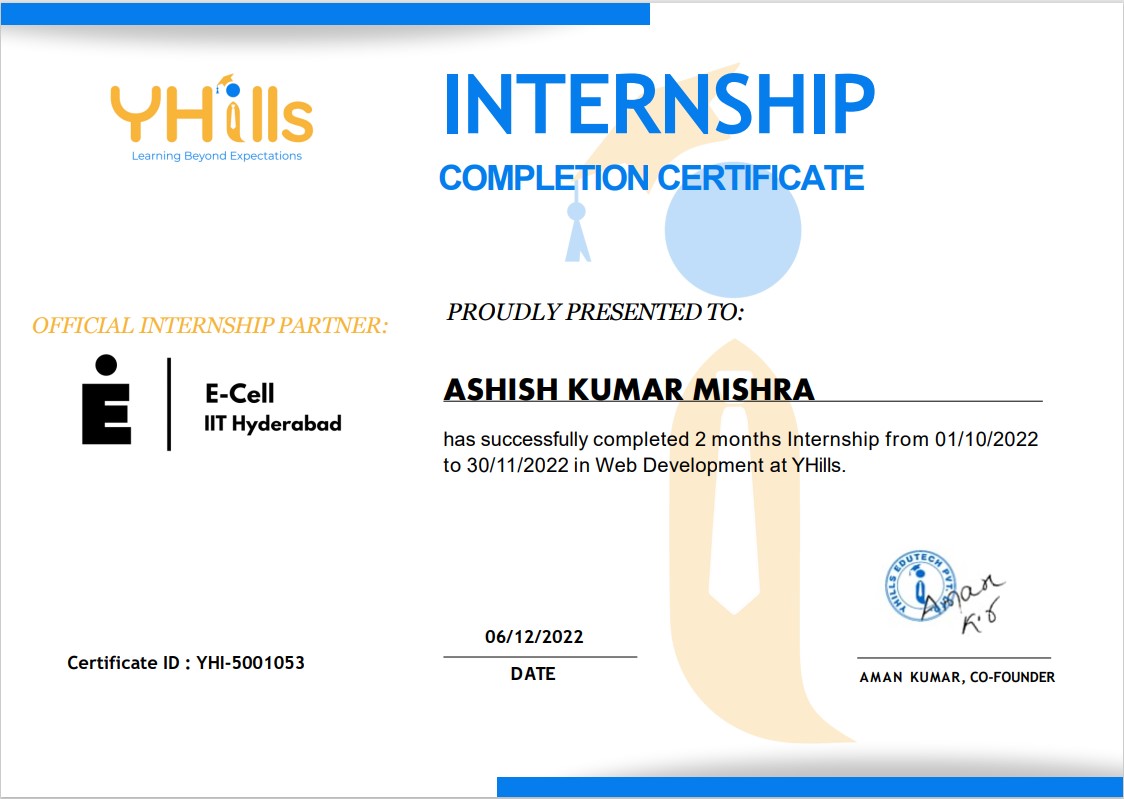 YHills
Learning Beyond Expectations
INTERNSHIP
COMPLETION CERTIFICATE
OFFICIAL INTERNSHIP PARTNER:
E-Cell
IIT Hyderabad
PROUDLY PRESENTED TO:
ASHISH KUMAR MISHRA
has successfully completed 2 months Internship from 01/10/2022
to 30/11/2022 in Web Development at YHills.
Certificate ID : YHI-5001053
06/12/2022
DATE
YHILLS EDUTECH PVT.
Aman
AMAN KUMAR, CO-FOUNDER